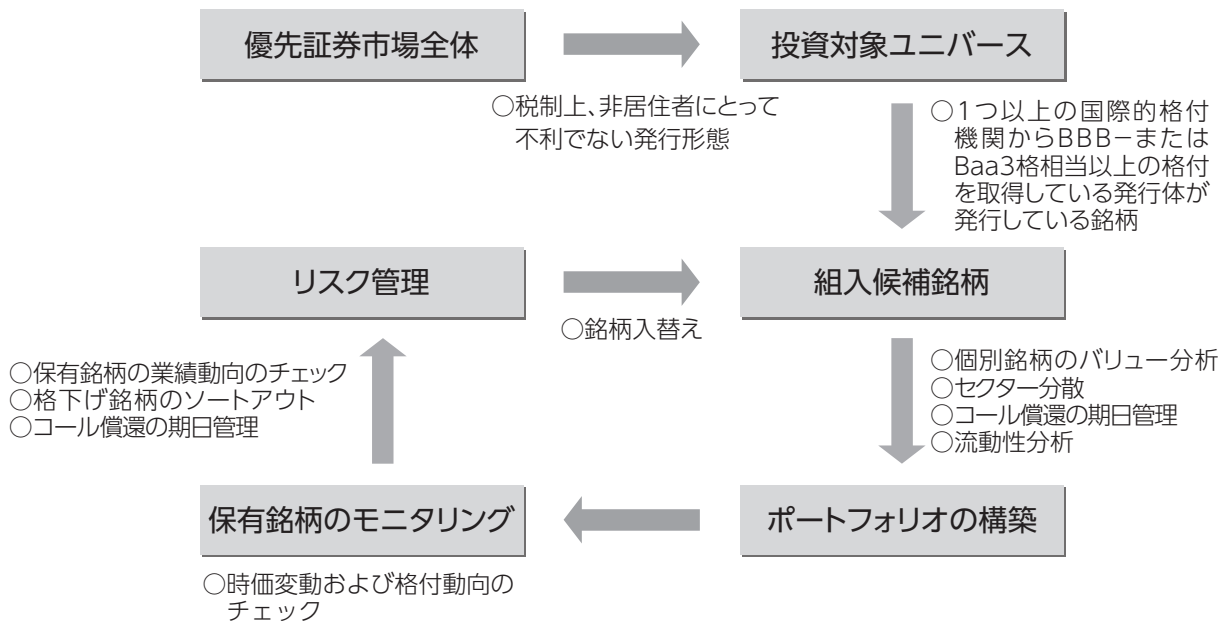 優先証券市場全体
投資対象ユニバース
○税制上、非居住者にとって
不利でない発行形態
○1つ以上の国際的格付
機関からBBB−または
Baa3格相当以上の格付
を取得している発行体が
発行している銘柄
リスク管理
組入候補銘柄
○銘柄入替え
○保有銘柄の業績動向のチェック
○格下げ銘柄のソートアウト
○コール償還の期日管理
○個別銘柄のバリュー分析
○セクター分散
○コール償還の期日管理
○流動性分析
保有銘柄のモニタリング
ポートフォリオの構築
○時価変動および格付動向の
チェック